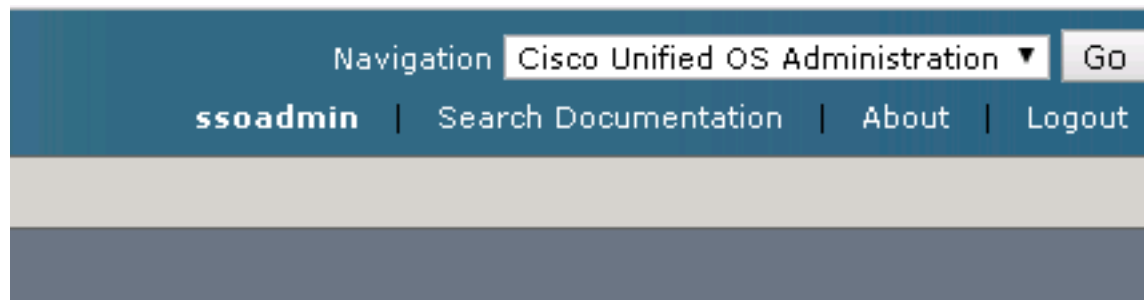 Navigation Cisco Unified OS Administration ▼ Go
ssoadmin | Search Documentation | About | Logout